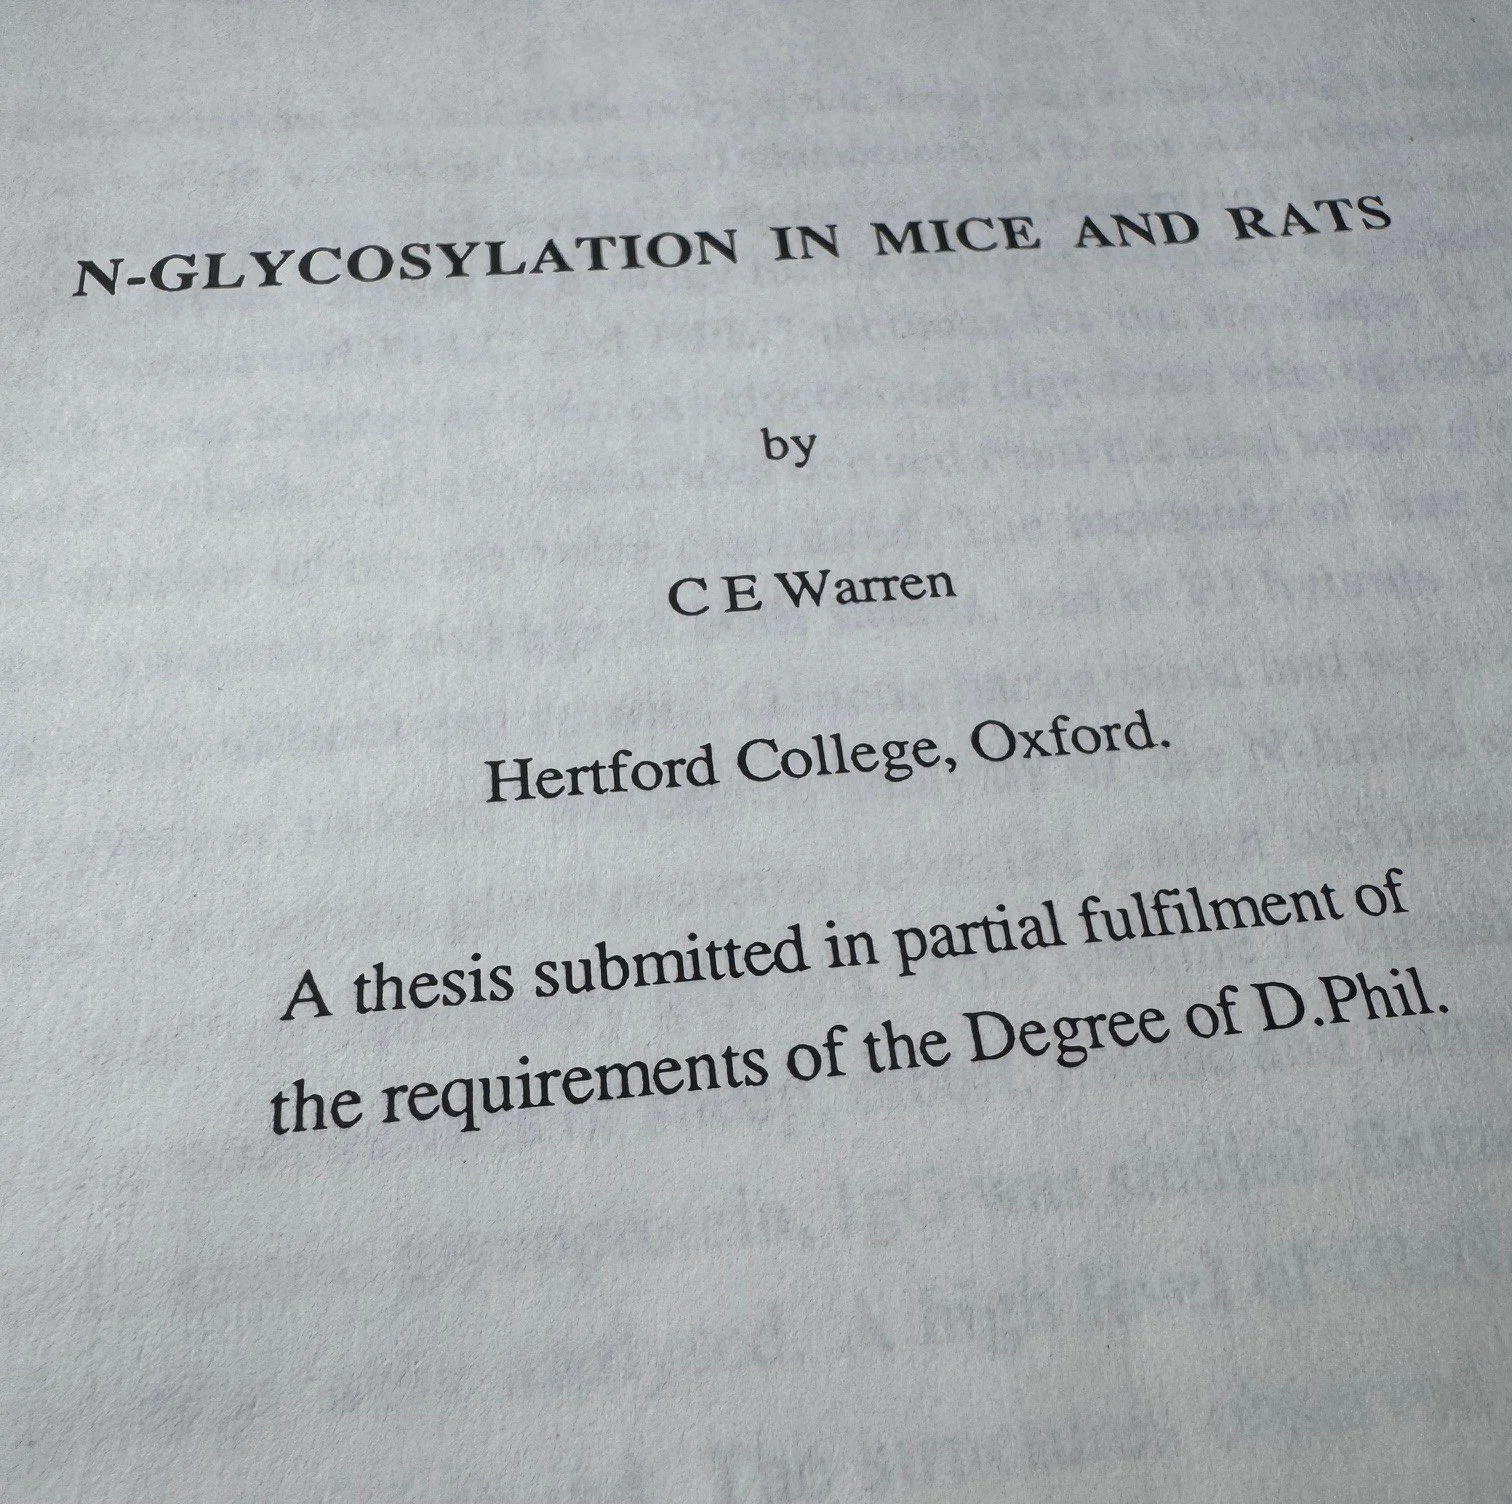 N-GLYCOSYLATION IN MICE AND RATS
by
C E Warren
Hertford College, Oxford.
A thesis submitted in partial fulfilment of
the requirements of the Degree of D.Phil.